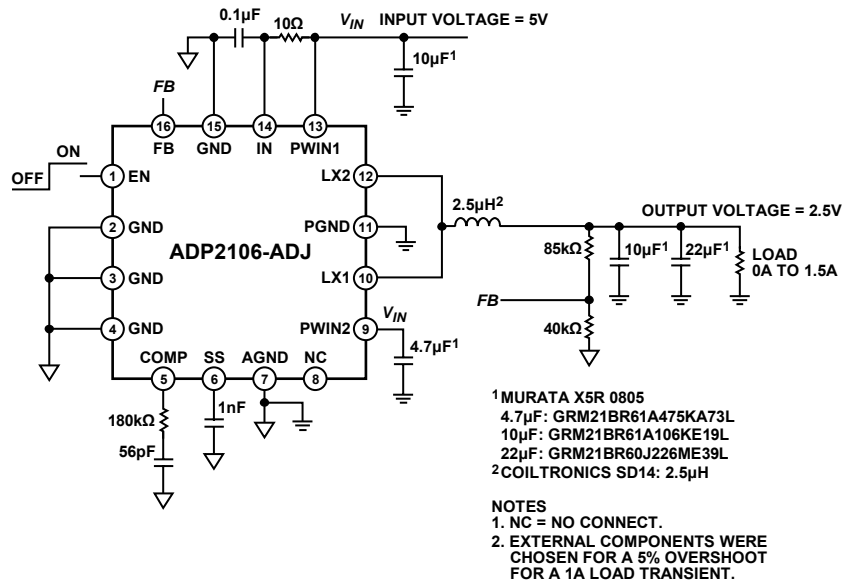 0.1µF
10Ω
VIN
INPUT VOLTAGE = 5V
10µF1
FB
16
15
14
13
FB
GND
IN
PWIN1
ON
OFF
1
EN
LX2
12
2.5µH2
OUTPUT VOLTAGE = 2.5V
2
GND
PGND
11
ADP2106-ADJ
85kΩ
10µF1
22µF1
LOAD
0A TO 1.5A
3
GND
LX1
10
FB
VIN
4
GND
PWIN2
9
40kΩ
4.7µF1
COMP
SS
AGND
NC
5
6
7
8
180kΩ
1nF
56pF
1 MURATA X5R 0805
4.7µF: GRM21BR61A475KA73L
10µF: GRM21BR61A106KE19L
22µF: GRM21BR60J226ME39L
2 COILTRONICS SD14: 2.5µH
NOTES
1. NC = NO CONNECT.
2. EXTERNAL COMPONENTS WERE
CHOSEN FOR A 5% OVERSHOOT
FOR A 1A LOAD TRANSIENT.